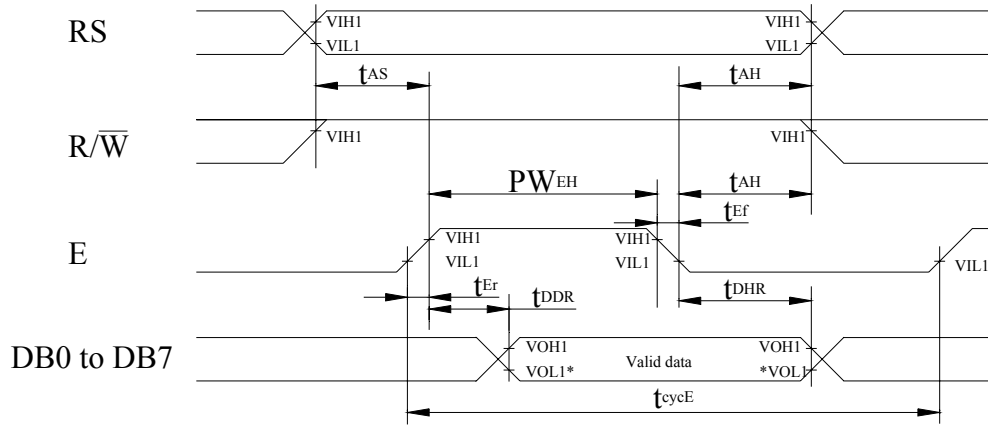 RS
VIH1 VIH1
VIL1 VIL1
tAS tAH
R/W̅
VIH1 VIH1
PWEH tAH
tEf
E
VIH1 VIH1
VIL1 VIL1 VIL1
tEr tDHR
tDDR
DB0 to DB7
VOH1 Valid data VOH1
VOL1* *VOL1
tcycE